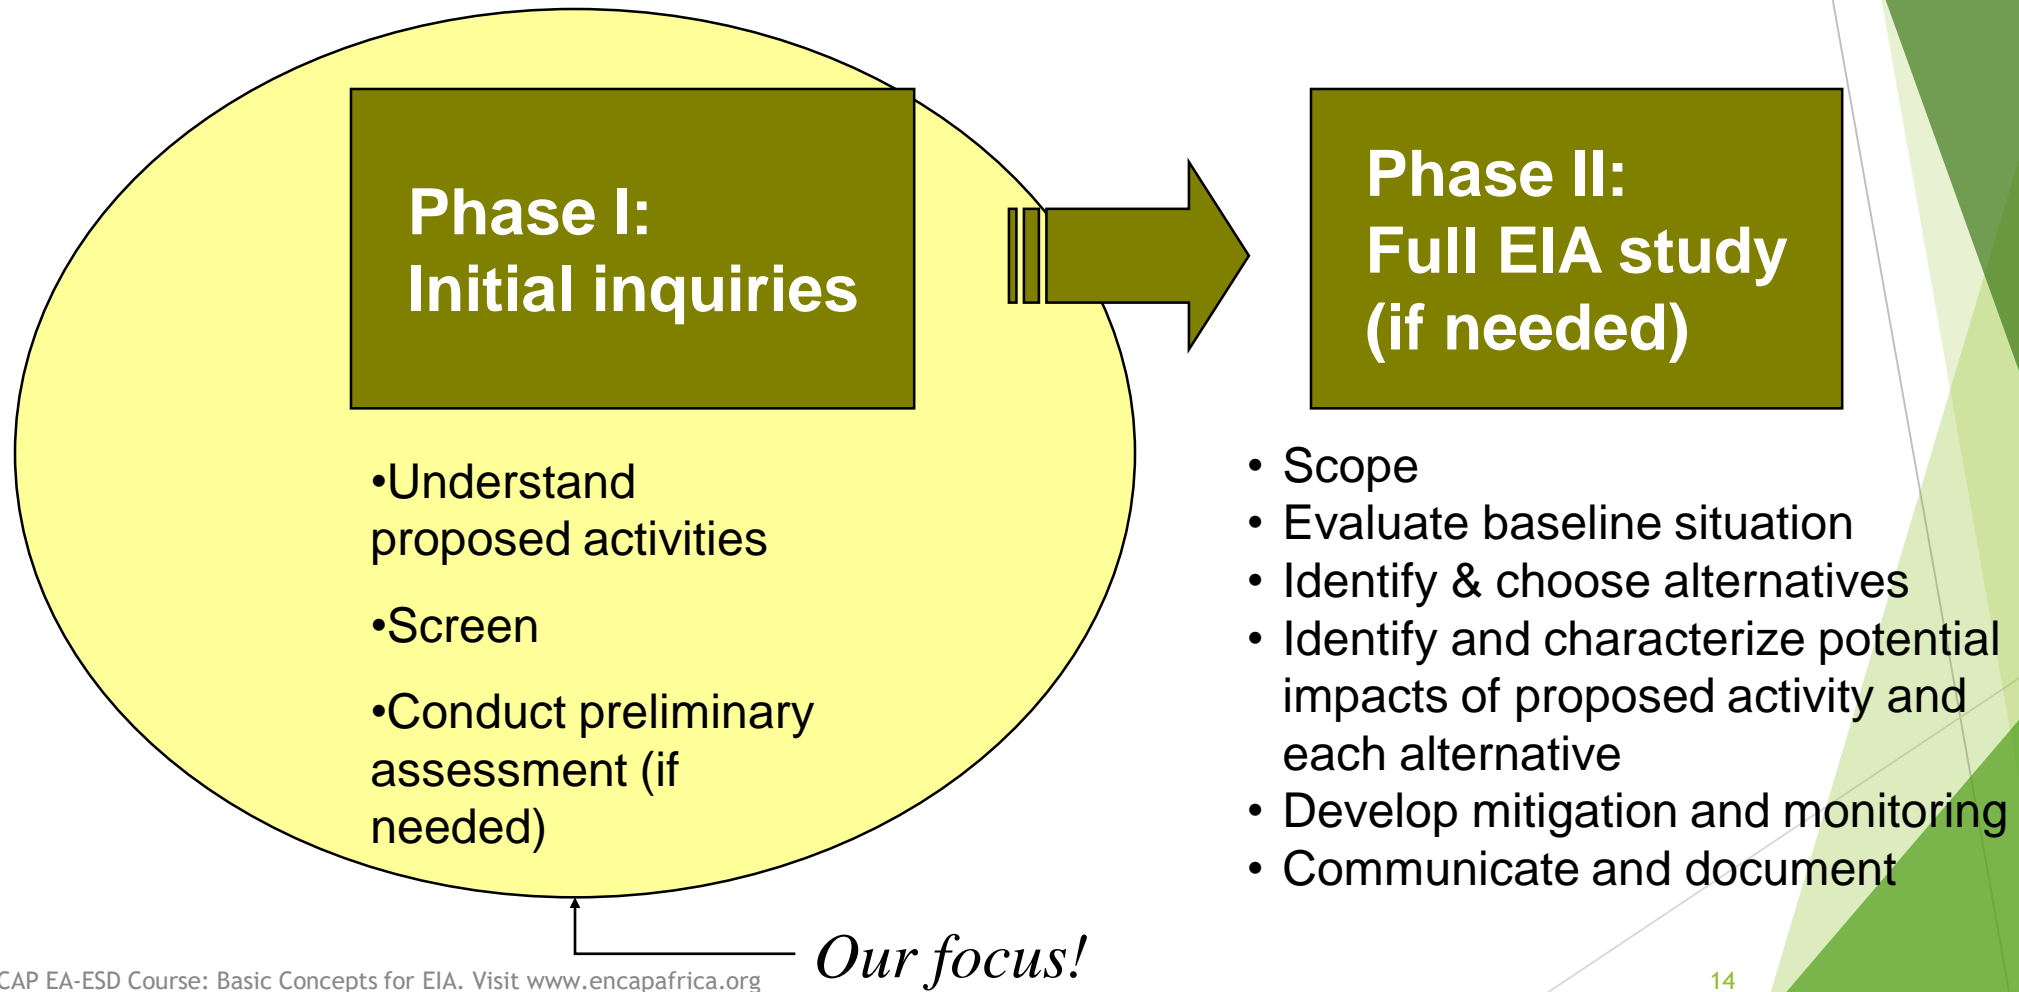 Phase I:
Initial inquiries
•Understand
proposed activities
•Screen
•Conduct preliminary
assessment (if
needed)
Phase II:
Full EIA study
(if needed)
• Scope
• Evaluate baseline situation
• Identify & choose alternatives
• Identify and characterize potential
impacts of proposed activity and
each alternative
• Develop mitigation and monitoring
• Communicate and document
Our focus!
CAP EA-ESD Course: Basic Concepts for EIA. Visit www.encapafrica.org
14